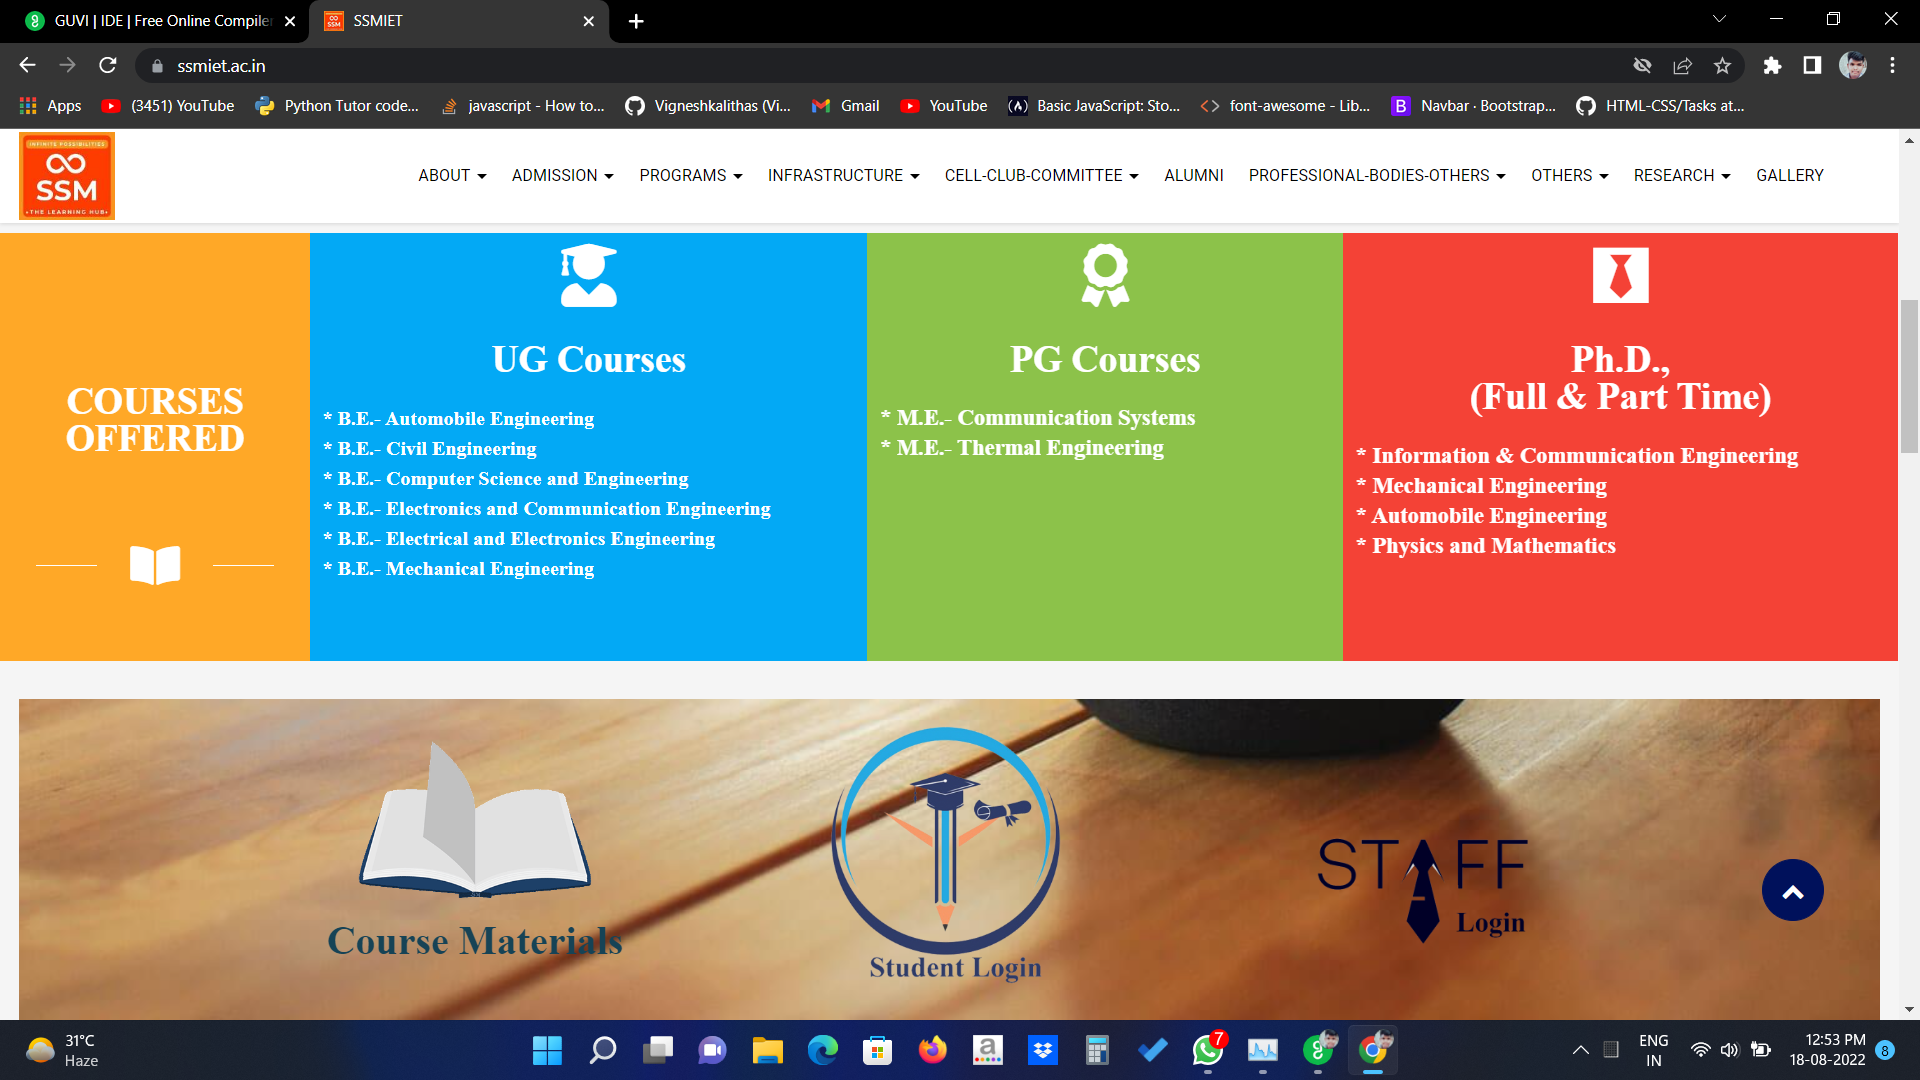 GUVI | IDE | Free Online Compiler
SSMIET
ssmiet.ac.in
Apps
(3451) YouTube
Python Tutor code...
javascript - How to...
Vigneshkalithas (Vi...
Gmail
YouTube
Basic JavaScript: Sto...
font-awesome - Lib...
Navbar · Bootstrap...
HTML-CSS/Tasks at...
INFINITE POSSIBILITIES
SSM
•THE LEARNING HUB•
ABOUT
ADMISSION
PROGRAMS
INFRASTRUCTURE
CELL-CLUB-COMMITTEE
ALUMNI
PROFESSIONAL-BODIES-OTHERS
OTHERS
RESEARCH
GALLERY
COURSES
OFFERED
UG Courses
* B.E.- Automobile Engineering
* B.E.- Civil Engineering
* B.E.- Computer Science and Engineering
* B.E.- Electronics and Communication Engineering
* B.E.- Electrical and Electronics Engineering
* B.E.- Mechanical Engineering
PG Courses
* M.E.- Communication Systems
* M.E.- Thermal Engineering
Ph.D.,
(Full & Part Time)
* Information & Communication Engineering
* Mechanical Engineering
* Automobile Engineering
* Physics and Mathematics
Course Materials
Student Login
STAFF
Login
31°C
Haze
7
ENG
IN
12:53 PM
18-08-2022
8